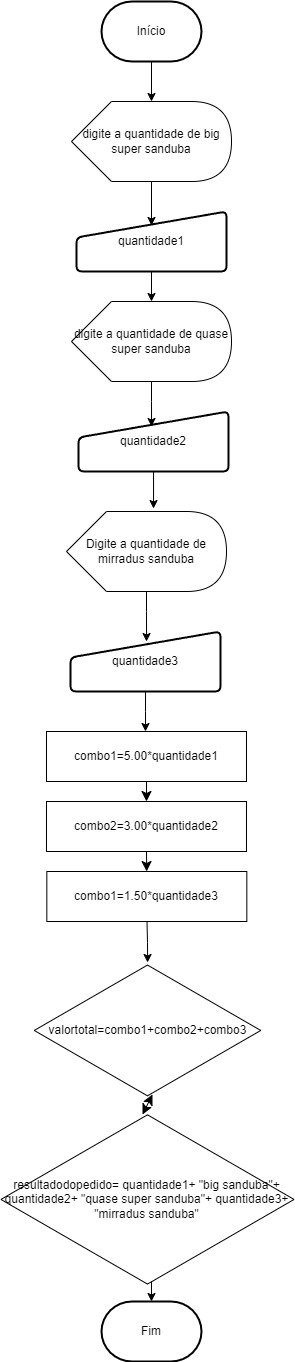 Início
digite a quantidade de big
super sanduba
quantidade1
digite a quantidade de quase
super sanduba
quantidade2
Digite a quantidade de
mirradus sanduba
quantidade3
combo1=5.00*quantidade1
combo2=3.00*quantidade2
combo1=1.50*quantidade3
valortotal=combo1+combo2+combo3
resultadodopedido= quantidade1+ "big sanduba"+
quantidade2+ "quase super sanduba"+ quantidade3+
"mirradus sanduba"
Fim